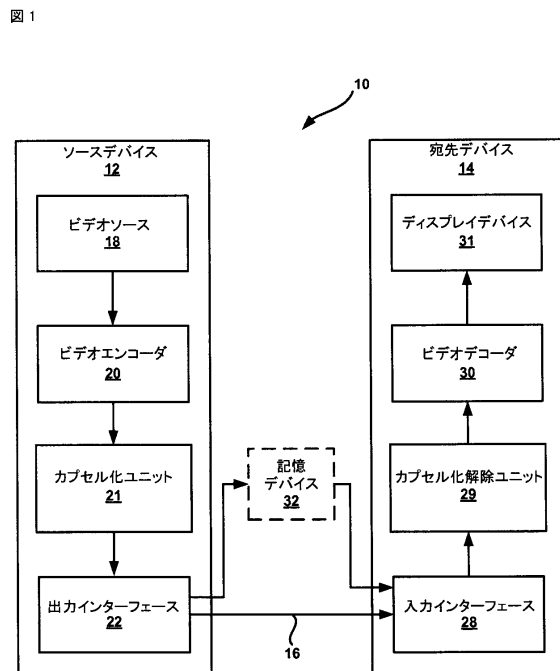 図 1
10
ソースデバイス
12
ビデオソース
18
ビデオエンコーダ
20
カプセル化ユニット
21
出力インターフェース
22
記憶
デバイス
32
16
宛先デバイス
14
ディスプレイデバイス
31
ビデオデコーダ
30
カプセル化解除ユニット
29
入力インターフェース
28